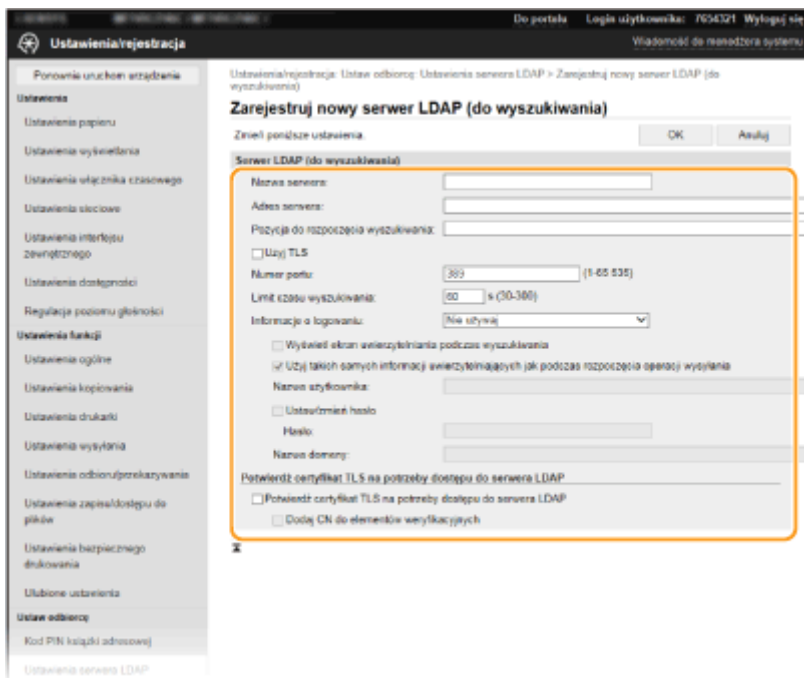 Do portalu Login użytkownika: 7654321 Wyloguj się
Ustawienia/rejestracja
Wiadomość do menedżera systemu
Ponownie uruchom urządzenie
Ustawienia
Ustawienia papieru
Ustawienia wyświetlania
Ustawienia włącznika czasowego
Ustawienia sieciowe
Ustawienia interfejsu
zewnętrznego
Ustawienia dostępności
Regulacja poziomu głośności
Ustawienia funkcji
Ustawienia ogólne
Ustawienia kopiowania
Ustawienia drukarki
Ustawienia wysyłania
Ustawienia odbioru/przekazywania
Ustawienia zapisu/dostępu do
plików
Ustawienia bezpiecznego
drukowania
Ulubione ustawienia
Ustaw odbiorcę
Kod PIN książki adresowej
Ustawienia serwera LDAP
Ustawienia/rejestracja: Ustaw odbiorcę: Ustawienia serwera LDAP > Zarejestruj nowy serwer LDAP (do
wyszukiwania)
Zarejestruj nowy serwer LDAP (do wyszukiwania)
Zmień poniższe ustawienia.
OK
Anuluj
Serwer LDAP (do wyszukiwania)
Nazwa serwera:
Adres serwera:
Pozycja do rozpoczęcia wyszukiwania:
Użyj TLS
Numer portu: 389 (1-65 535)
Limit czasu wyszukiwania: 60 s (30-300)
Informacje o logowaniu: Nie używaj
Wyświetl ekran uwierzytelniania podczas wyszukiwania
Użyj takich samych informacji uwierzytelniających jak podczas rozpoczęcia operacji wysyłania
Nazwa użytkownika:
Ustaw/zmień hasło
Hasło:
Nazwa domeny:
Potwierdź certyfikat TLS na potrzeby dostępu do serwera LDAP
Potwierdź certyfikat TLS na potrzeby dostępu do serwera LDAP
Dodaj CN do elementów weryfikacyjnych